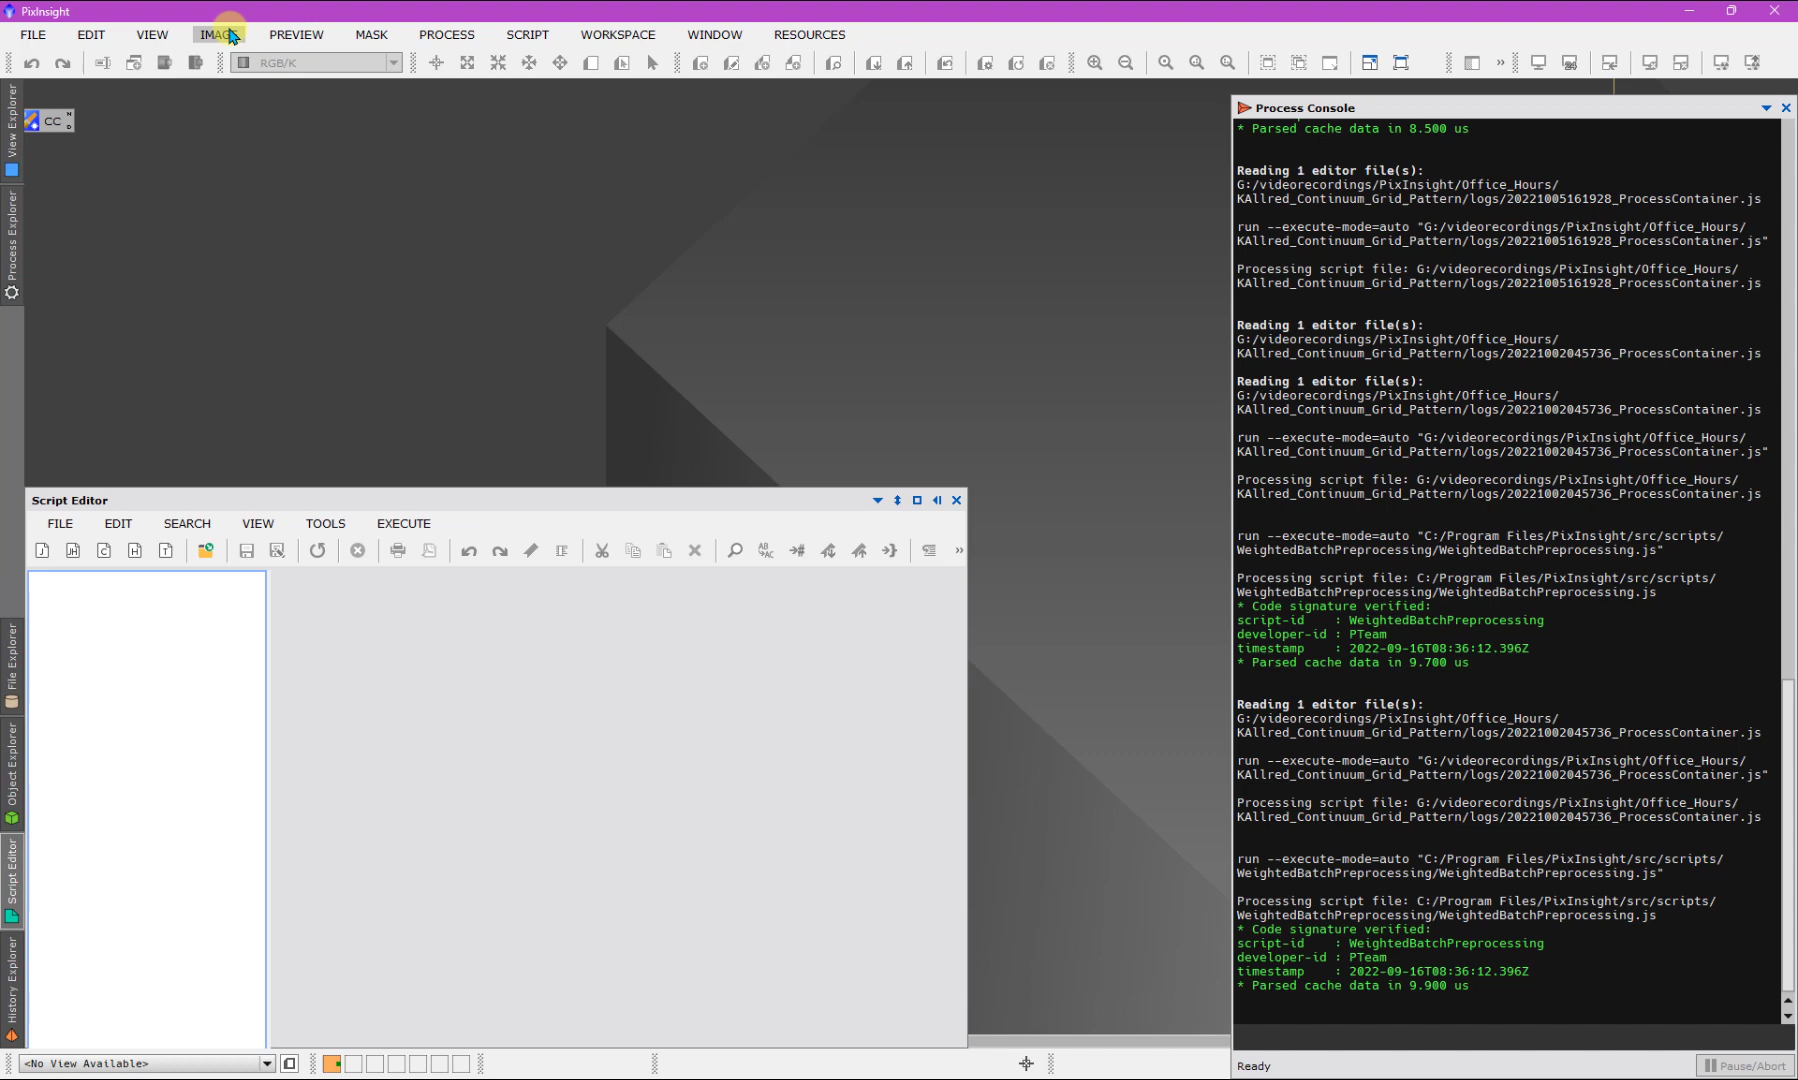 PixInsight
FILE EDIT VIEW IMAGE PREVIEW MASK PROCESS SCRIPT WORKSPACE WINDOW RESOURCES
RGB/K
View Explorer
CC
Process Explorer
File Explorer
Object Explorer
Script Editor
History Explorer
Script Editor
FILE EDIT SEARCH VIEW TOOLS EXECUTE
<No View Available>
Process Console
* Parsed cache data in 8.500 us
Reading 1 editor file(s):
G:/videorecordings/PixInsight/Office_Hours/
KAllred_Continuum_Grid_Pattern/logs/20221005161928_ProcessContainer.js
run --execute-mode=auto "G:/videorecordings/PixInsight/Office_Hours/
KAllred_Continuum_Grid_Pattern/logs/20221005161928_ProcessContainer.js"
Processing script file: G:/videorecordings/PixInsight/Office_Hours/
KAllred_Continuum_Grid_Pattern/logs/20221005161928_ProcessContainer.js
Reading 1 editor file(s):
G:/videorecordings/PixInsight/Office_Hours/
KAllred_Continuum_Grid_Pattern/logs/20221002045736_ProcessContainer.js
Reading 1 editor file(s):
G:/videorecordings/PixInsight/Office_Hours/
KAllred_Continuum_Grid_Pattern/logs/20221002045736_ProcessContainer.js
run --execute-mode=auto "G:/videorecordings/PixInsight/Office_Hours/
KAllred_Continuum_Grid_Pattern/logs/20221002045736_ProcessContainer.js"
Processing script file: G:/videorecordings/PixInsight/Office_Hours/
KAllred_Continuum_Grid_Pattern/logs/20221002045736_ProcessContainer.js
run --execute-mode=auto "C:/Program Files/PixInsight/src/scripts/
WeightedBatchPreprocessing/WeightedBatchPreprocessing.js"
Processing script file: C:/Program Files/PixInsight/src/scripts/
WeightedBatchPreprocessing/WeightedBatchPreprocessing.js
* Code signature verified:
script-id    : WeightedBatchPreprocessing
developer-id : PTeam
timestamp    : 2022-09-16T08:36:12.396Z
* Parsed cache data in 9.700 us
Reading 1 editor file(s):
G:/videorecordings/PixInsight/Office_Hours/
KAllred_Continuum_Grid_Pattern/logs/20221002045736_ProcessContainer.js
run --execute-mode=auto "G:/videorecordings/PixInsight/Office_Hours/
KAllred_Continuum_Grid_Pattern/logs/20221002045736_ProcessContainer.js"
Processing script file: G:/videorecordings/PixInsight/Office_Hours/
KAllred_Continuum_Grid_Pattern/logs/20221002045736_ProcessContainer.js
run --execute-mode=auto "C:/Program Files/PixInsight/src/scripts/
WeightedBatchPreprocessing/WeightedBatchPreprocessing.js"
Processing script file: C:/Program Files/PixInsight/src/scripts/
WeightedBatchPreprocessing/WeightedBatchPreprocessing.js
* Code signature verified:
script-id    : WeightedBatchPreprocessing
developer-id : PTeam
timestamp    : 2022-09-16T08:36:12.396Z
* Parsed cache data in 9.900 us
Ready
Pause/Abort